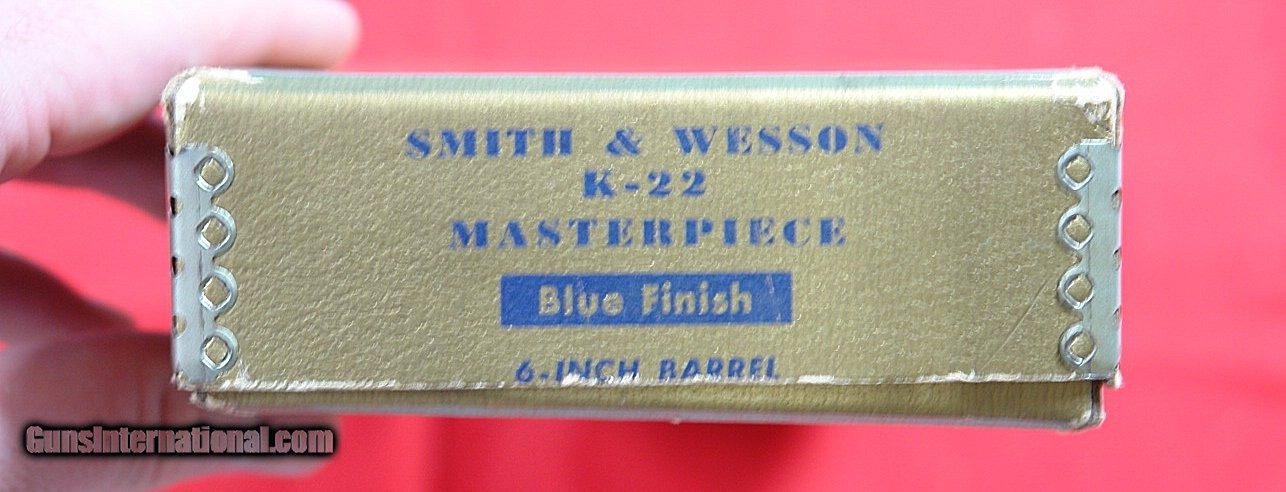 SMITH & WESSON
K-22
MASTERPIECE
Blue Finish
6-INCH BARREL
GunsInternational.com